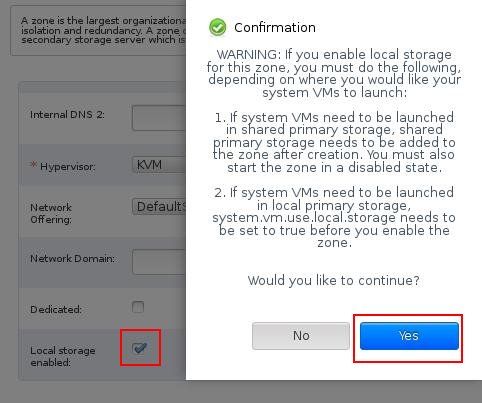 A zone is the largest organizationa
isolation and redundancy. A zone c
secondary storage server which is
Internal DNS 2:
* Hypervisor:
KVM
Network
Offering:
DefaultS
Network Domain:
Dedicated:
Local storage
enabled:
Confirmation
WARNING: If you enable local storage
for this zone, you must do the following,
depending on where you would like your
system VMs to launch:
1. If system VMs need to be launched
in shared primary storage, shared
primary storage needs to be added to
the zone after creation. You must also
start the zone in a disabled state.
2. If system VMs need to be launched
in local primary storage,
system.vm.use.local.storage needs to
be set to true before you enable the
zone.
Would you like to continue?
No
Yes